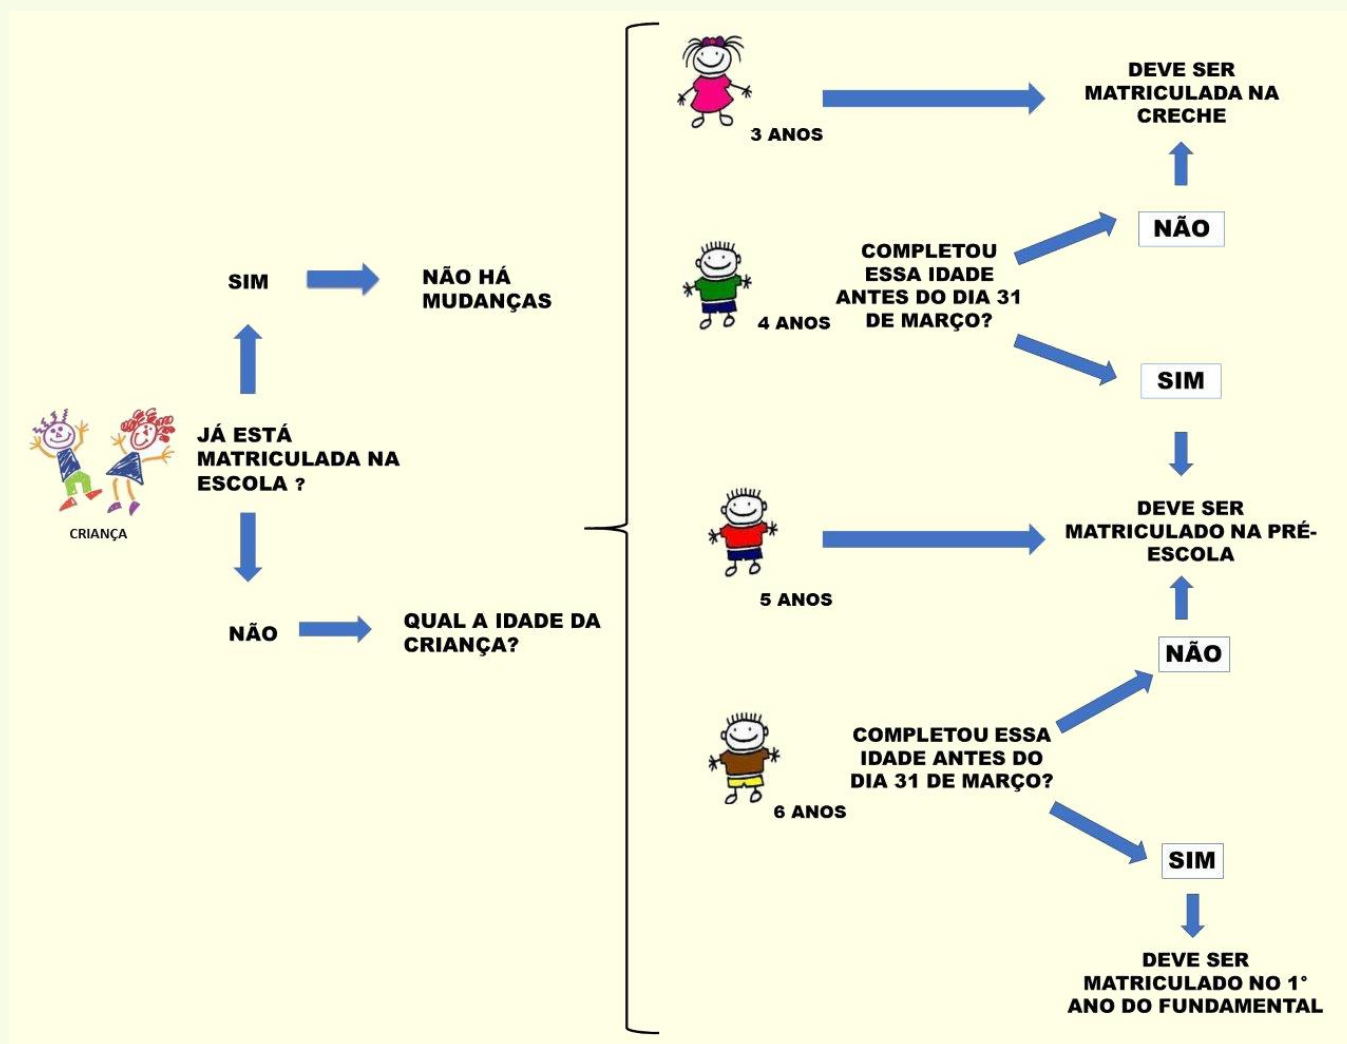 SIM
NÃO HÁ
MUDANÇAS
JÁ ESTÁ
MATRICULADA NA
ESCOLA ?
CRIANÇA
NÃO
QUAL A IDADE DA
CRIANÇA?
3 ANOS
DEVE SER
MATRICULADA NA
CRECHE
4 ANOS
COMPLETOU
ESSA IDADE
ANTES DO DIA 31
DE MARÇO?
NÃO
SIM
5 ANOS
DEVE SER
MATRICULADO NA PRÉ-
ESCOLA
6 ANOS
COMPLETOU ESSA
IDADE ANTES DO
DIA 31 DE MARÇO?
NÃO
SIM
DEVE SER
MATRICULADO NO 1°
ANO DO FUNDAMENTAL